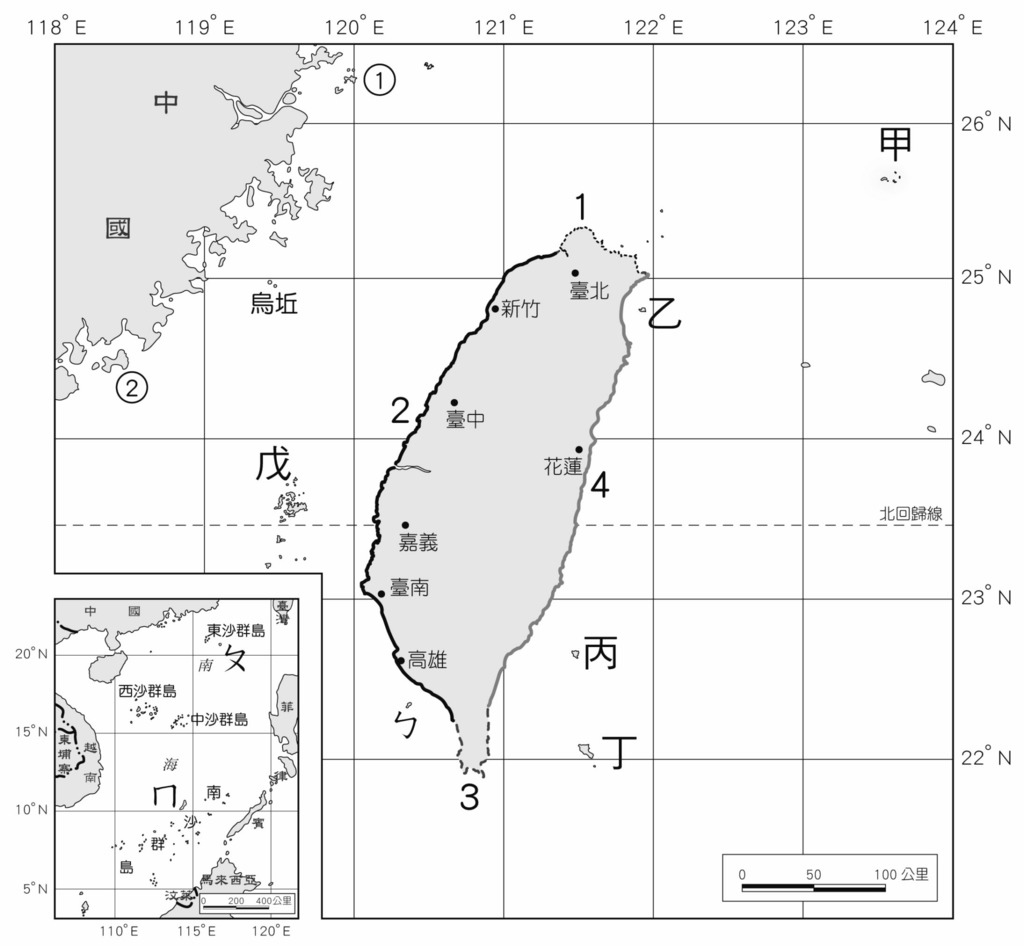 118°E 119°E 120°E 121°E 122°E 123°E 124°E
①
中
26°N
甲
國
1
25°N
臺北
烏坵
新竹
乙
②
2
臺中
24°N
戊
花蓮
4
北回歸線
嘉義
臺南
23°N
高雄
丙
ㄅ
丁
22°N
3
0 50 100 公里
中 國
臺灣
東沙群島
20°N
南
ㄆ
西沙群島
菲
中沙群島
15°N
東埔寨
越南
海
律
ㄇ
南
10°N
沙
賓
群
島
馬來西亞
5°N
汶萊
0 200 400公里
110°E 115°E 120°E